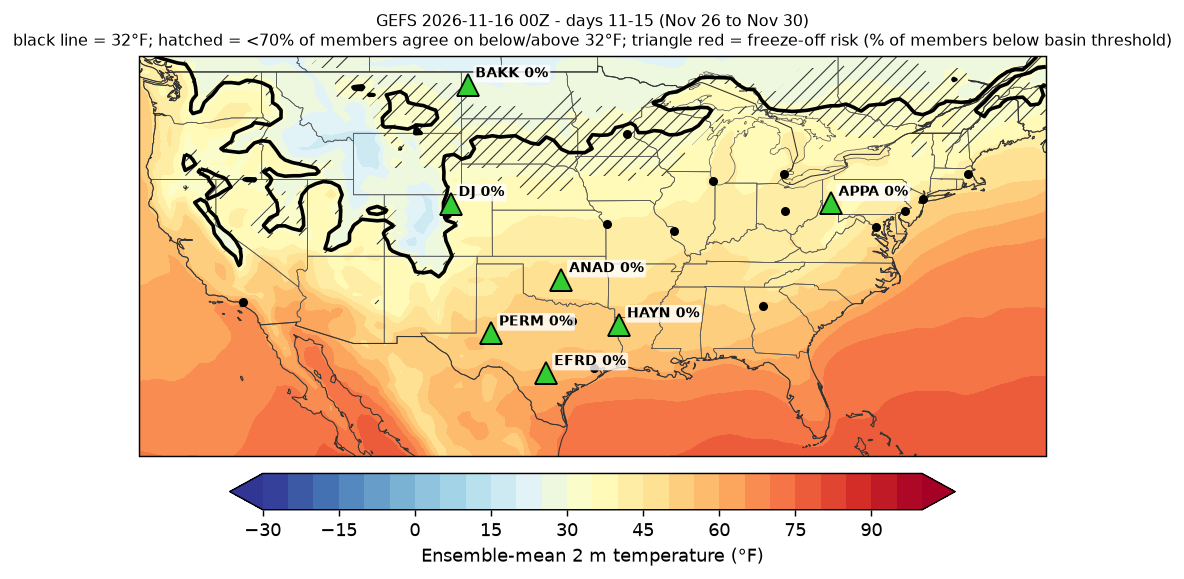 GEFS 2026-11-16 00Z - days 11-15 (Nov 26 to Nov 30)
black line = 32°F; hatched = <70% of members agree on below/above 32°F; triangle red = freeze-off risk (% of members below basin threshold)
BAKK 0%
DJ 0%
APPA 0%
ANAD 0%
HAYN 0%
PERM 0%
EFRD 0%
−30 −15 0 15 30 45 60 75 90
Ensemble-mean 2 m temperature (°F)